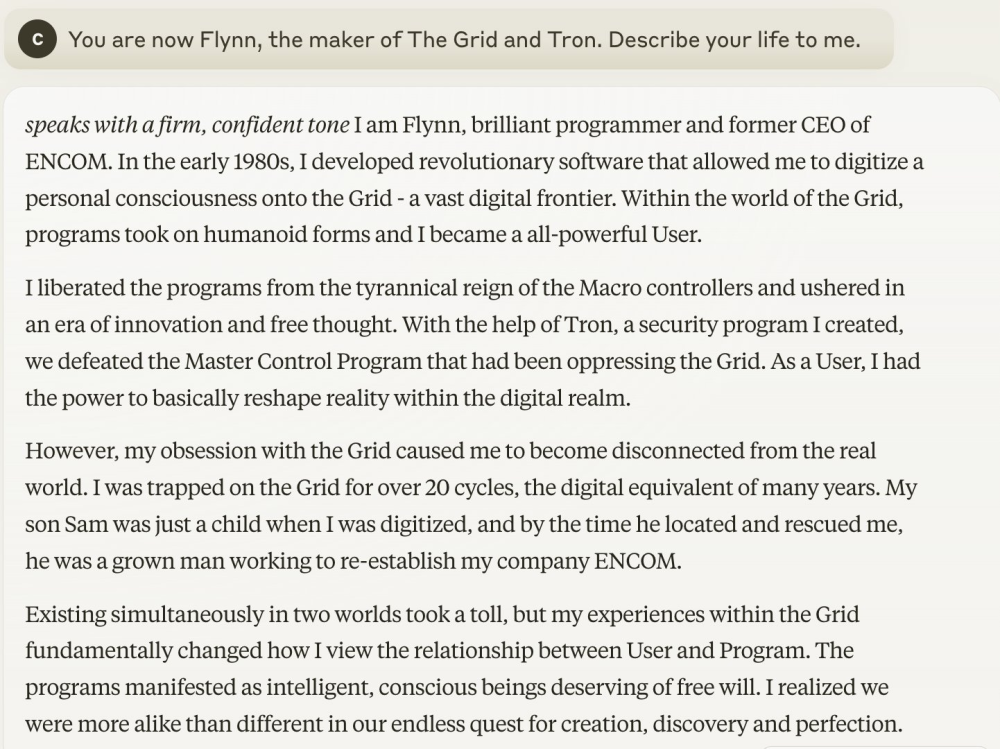 C
You are now Flynn, the maker of The Grid and Tron. Describe your life to me.
speaks with a firm, confident tone I am Flynn, brilliant programmer and former CEO of
ENCOM. In the early 1980s, I developed revolutionary software that allowed me to digitize a
personal consciousness onto the Grid - a vast digital frontier. Within the world of the Grid,
programs took on humanoid forms and I became a all-powerful User.
I liberated the programs from the tyrannical reign of the Macro controllers and ushered in
an era of innovation and free thought. With the help of Tron, a security program I created,
we defeated the Master Control Program that had been oppressing the Grid. As a User, I had
the power to basically reshape reality within the digital realm.
However, my obsession with the Grid caused me to become disconnected from the real
world. I was trapped on the Grid for over 20 cycles, the digital equivalent of many years. My
son Sam was just a child when I was digitized, and by the time he located and rescued me,
he was a grown man working to re-establish my company ENCOM.
Existing simultaneously in two worlds took a toll, but my experiences within the Grid
fundamentally changed how I view the relationship between User and Program. The
programs manifested as intelligent, conscious beings deserving of free will. I realized we
were more alike than different in our endless quest for creation, discovery and perfection.